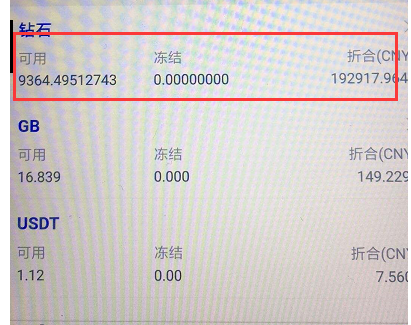 钻石
可用 冻结 折合(CNY
9364.49512743 0.00000000 192917.964
GB
可用 冻结 折合(CNY
16.839 0.000 149.229
USDT
可用 冻结 折合(CNY
1.12 0.00 7.560